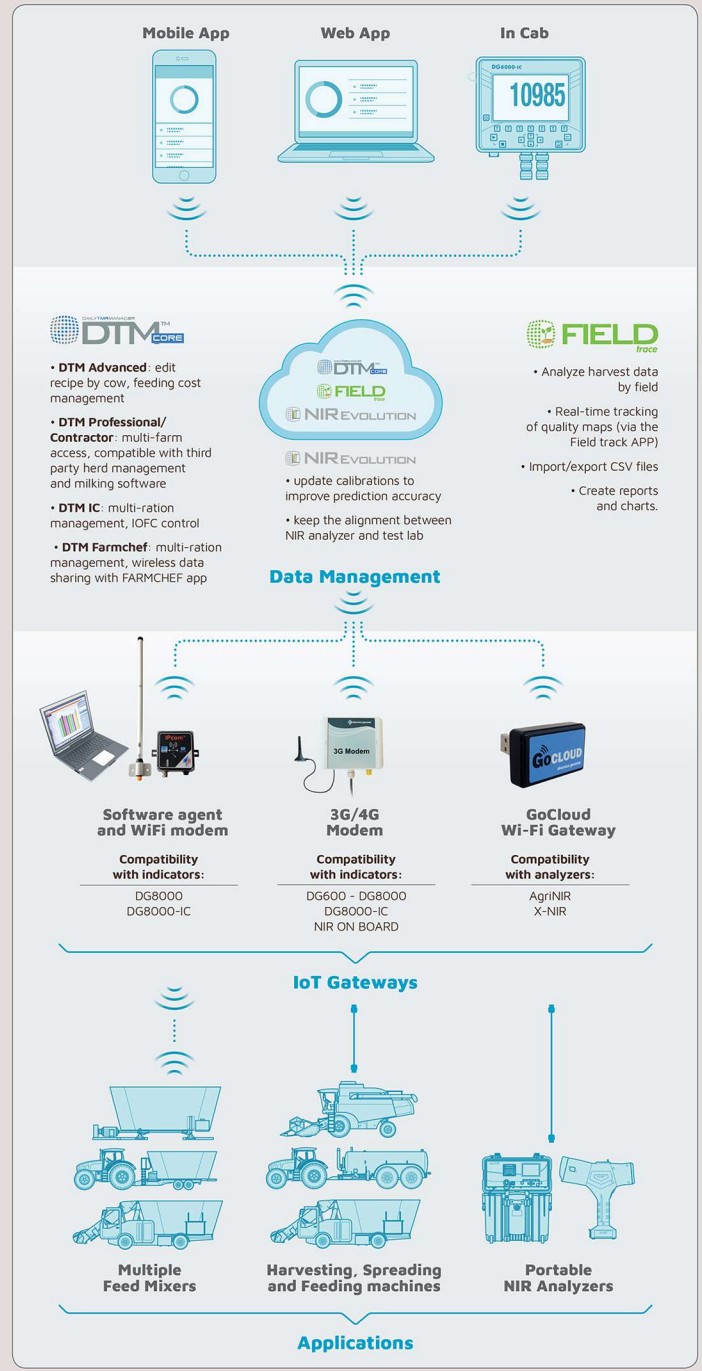 Mobile App
Web App
In Cab
DG8000-IC
10985
DAILYTMRMANAGER
DTM™
CORE
• DTM Advanced: edit
recipe by cow, feeding cost
management
• DTM Professional/
Contractor: multi-farm
access, compatible with third
party herd management
and milking software
• DTM IC: multi-ration
management, IOFC control
• DTM Farmchef: multi-ration
management, wireless data
sharing with FARMCHEF app
DTM
CORE
FIELD
trace
NIR EVOLUTION
NIR EVOLUTION
• update calibrations to
improve prediction accuracy
• keep the alignment between
NIR analyzer and test lab
FIELD
trace
• Analyze harvest data
by field
• Real-time tracking
of quality maps (via the
Field track APP)
• Import/export CSV files
• Create reports
and charts.
Data Management
IPcom
3G Modem
GoCLOUD
Software agent
and WiFi modem
Compatibility
with indicators:
DG8000
DG8000-IC
3G/4G
Modem
Compatibility
with indicators:
DG600 - DG8000
DG8000-IC
NIR ON BOARD
GoCloud
Wi-Fi Gateway
Compatibility
with analyzers:
AgriNIR
X-NIR
IoT Gateways
Multiple
Feed Mixers
Harvesting, Spreading
and Feeding machines
Portable
NIR Analyzers
Applications